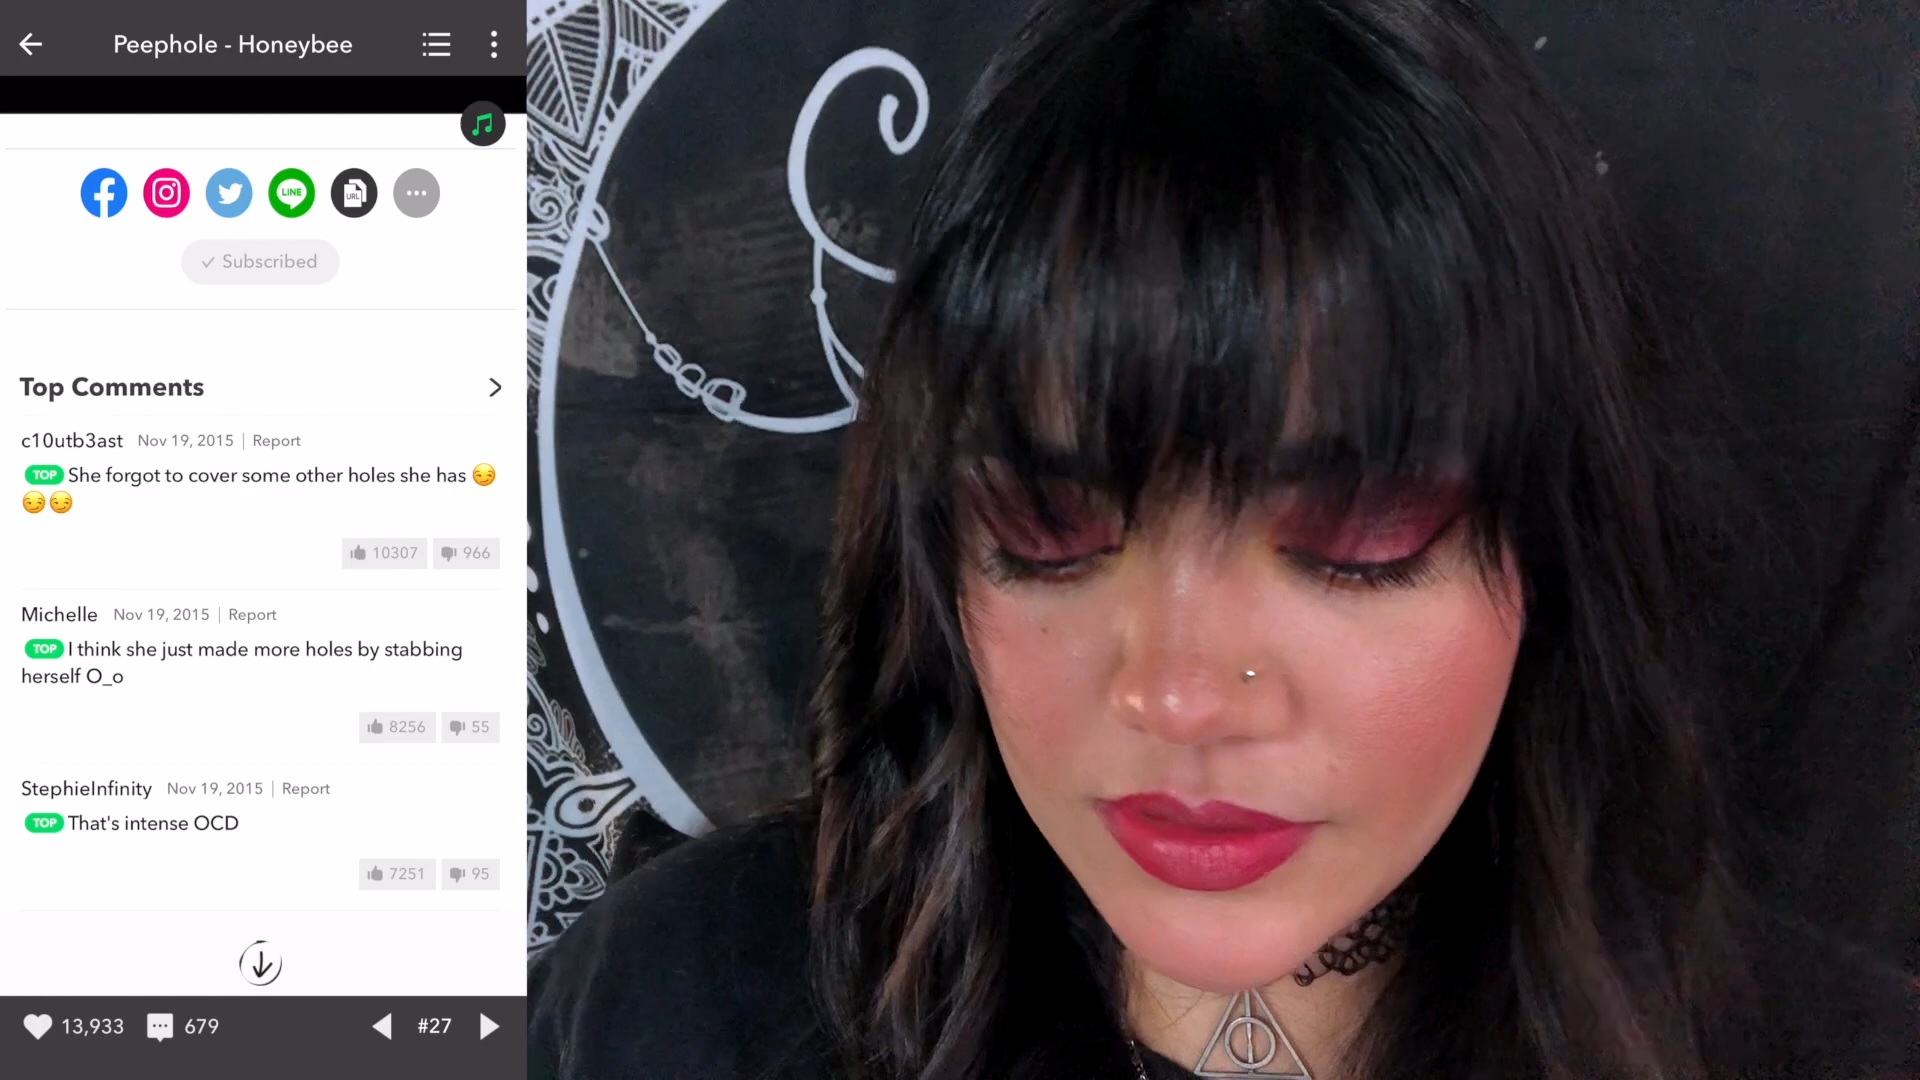 Peephole - Honeybee
LINE
URL
Subscribed
Top Comments
c10utb3ast Nov 19, 2015 | Report
TOP She forgot to cover some other holes she has 😏
😏😏
10307 966
Michelle Nov 19, 2015 | Report
TOP I think she just made more holes by stabbing
herself O_o
8256 55
StephieInfinity Nov 19, 2015 | Report
TOP That's intense OCD
7251 95
13,933 679 #27